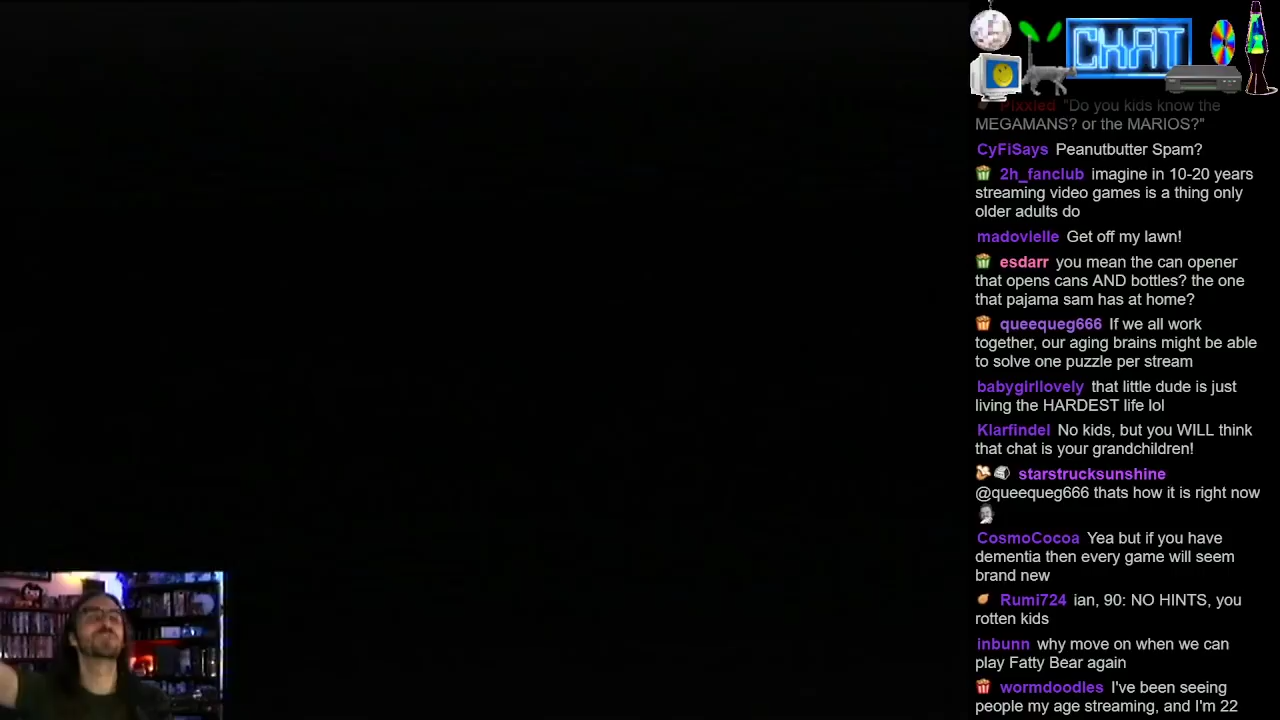 CHAT
Pixxled "Do you kids know the
MEGAMANS? or the MARIOS?"
CyFiSays Peanutbutter Spam?
2h_fanclub imagine in 10-20 years
streaming video games is a thing only
older adults do
madovielle Get off my lawn!
esdarr you mean the can opener
that opens cans AND bottles? the one
that pajama sam has at home?
queequeg666 If we all work
together, our aging brains might be able
to solve one puzzle per stream
babygirllovely that little dude is just
living the HARDEST life lol
Klarfindel No kids, but you WILL think
that chat is your grandchildren!
starstrucksunshine
@queequeg666 thats how it is right now
CosmoCocoa Yea but if you have
dementia then every game will seem
brand new
Rumi724 ian, 90: NO HINTS, you
rotten kids
inbunn why move on when we can
play Fatty Bear again
wormdoodles I've been seeing
people my age streaming, and I'm 22